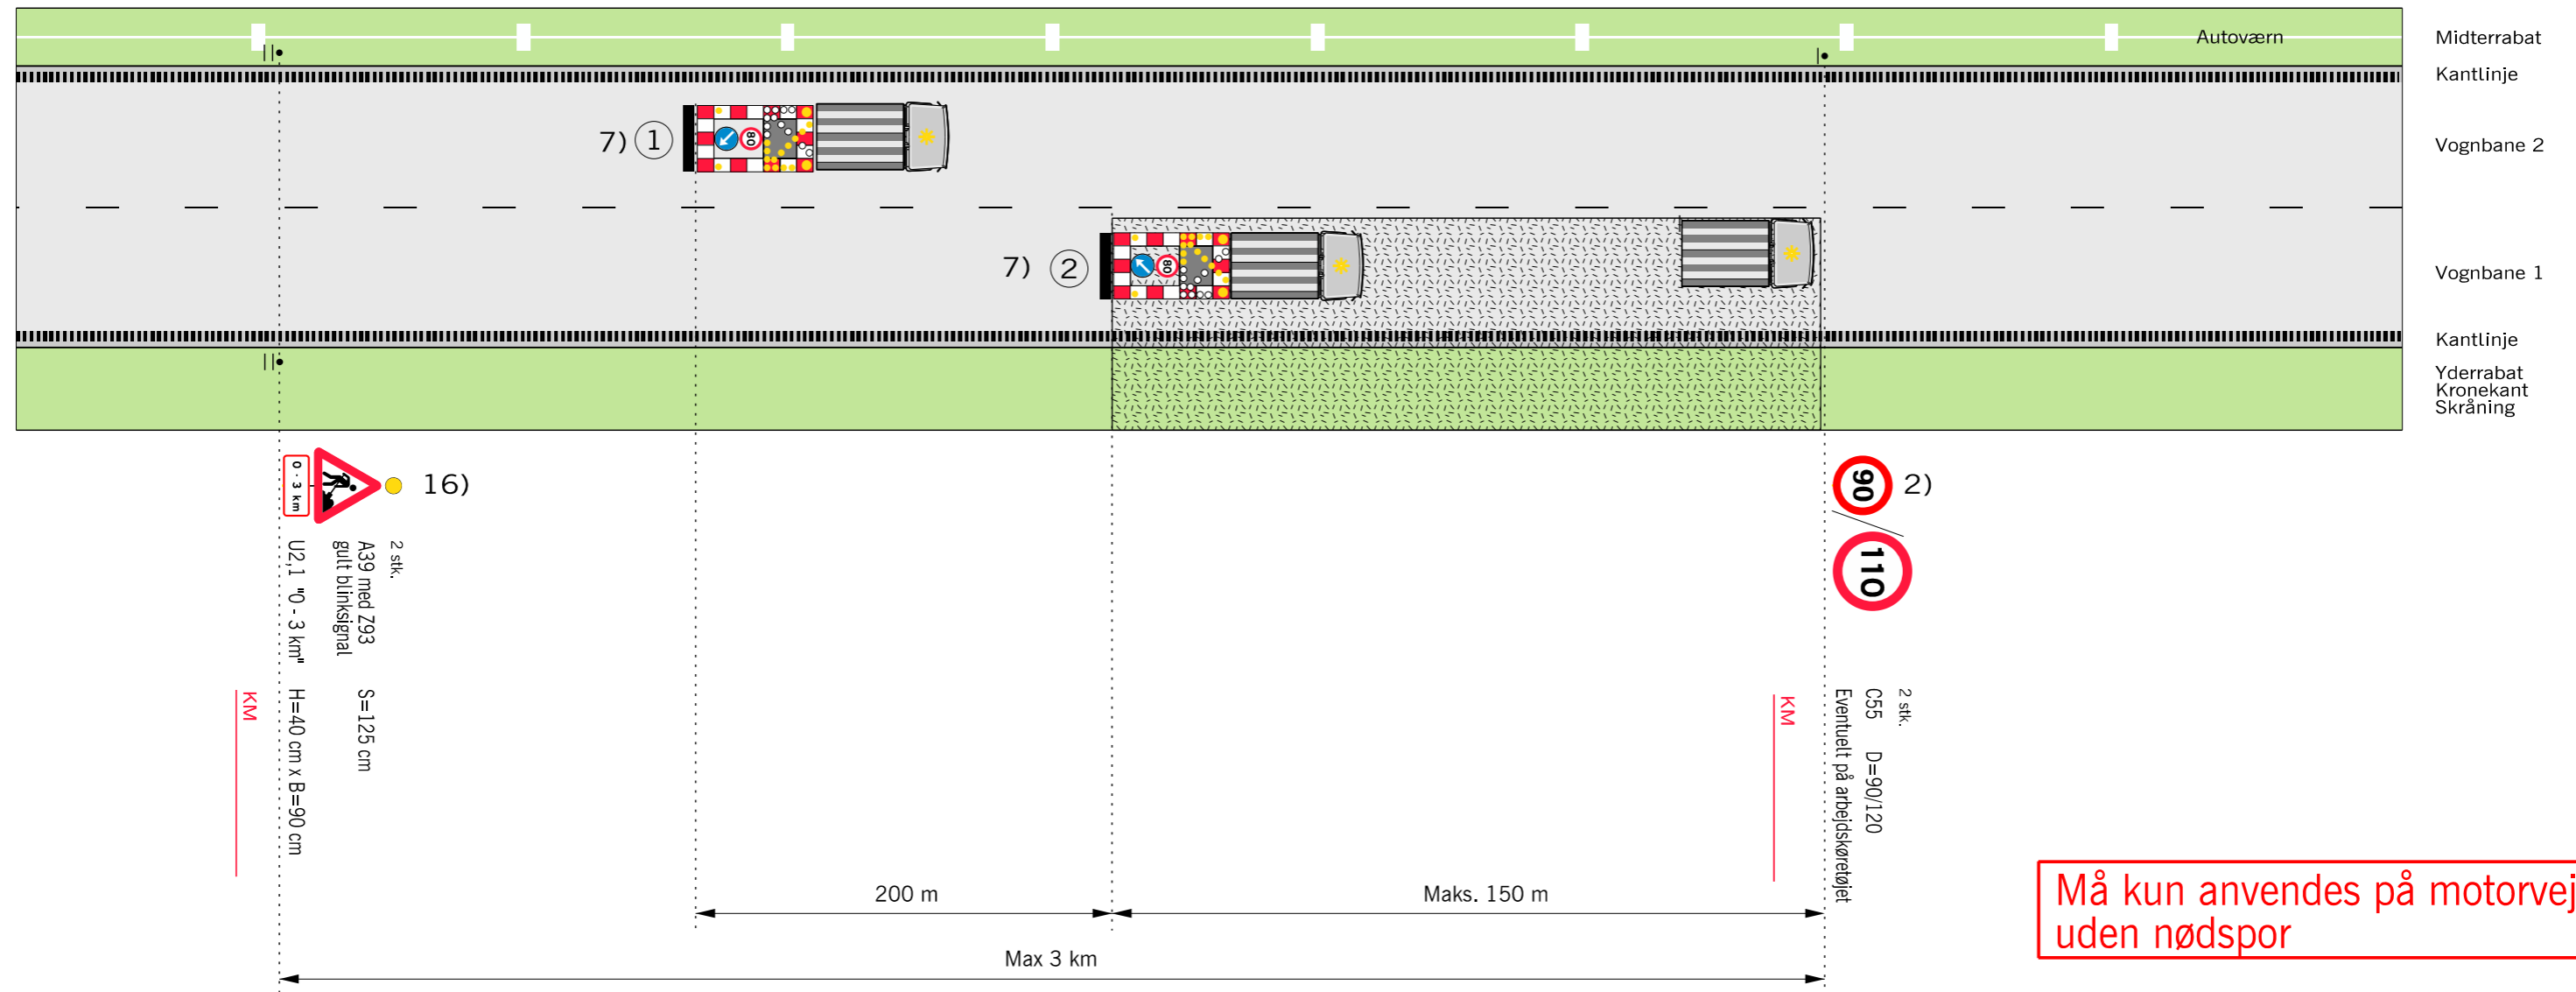 Autoværn
Midterrabat
Kantlinje
7) 1
80
Vognbane 2
7) 2
80
Vognbane 1
Kantlinje
Yderrabat
Kronekant
Skråning
0 - 3 km
16)
2 stk.
A39 med Z93 S=125 cm
gult blinksignal
U2,1 "0 - 3 km" H=40 cm x B=90 cm
KM
90
2)
110
2 stk.
C55 D=90/120
Eventuelt på arbejdskøretøjet
KM
200 m
Maks. 150 m
Max 3 km
Må kun anvendes på motorvej
uden nødspor